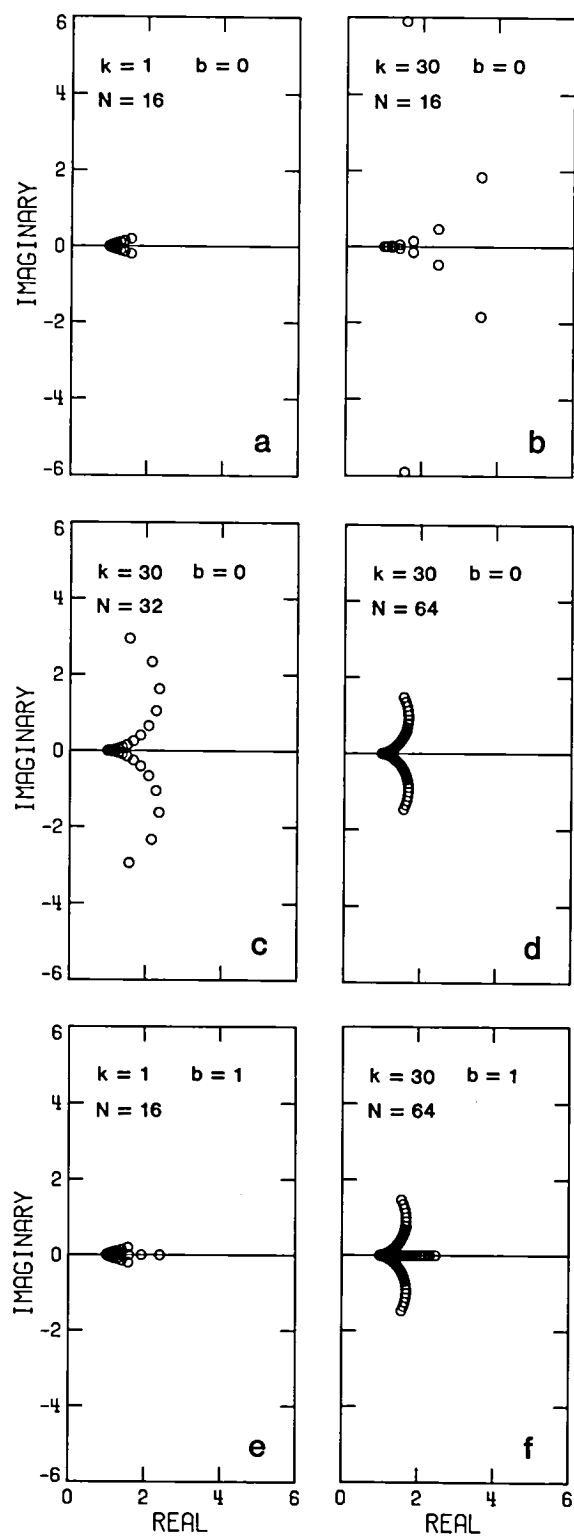 6
4
2
0
-2
-4
-6
IMAGINARY
k = 1 b = 0
N = 16
a
k = 30 b = 0
N = 16
b
6
4
2
0
-2
-4
-6
IMAGINARY
k = 30 b = 0
N = 32
c
k = 30 b = 0
N = 64
d
6
4
2
0
-2
-4
-6
IMAGINARY
k = 1 b = 1
N = 16
e
k = 30 b = 1
N = 64
f
0 2 4 6
REAL
0 2 4 6
REAL